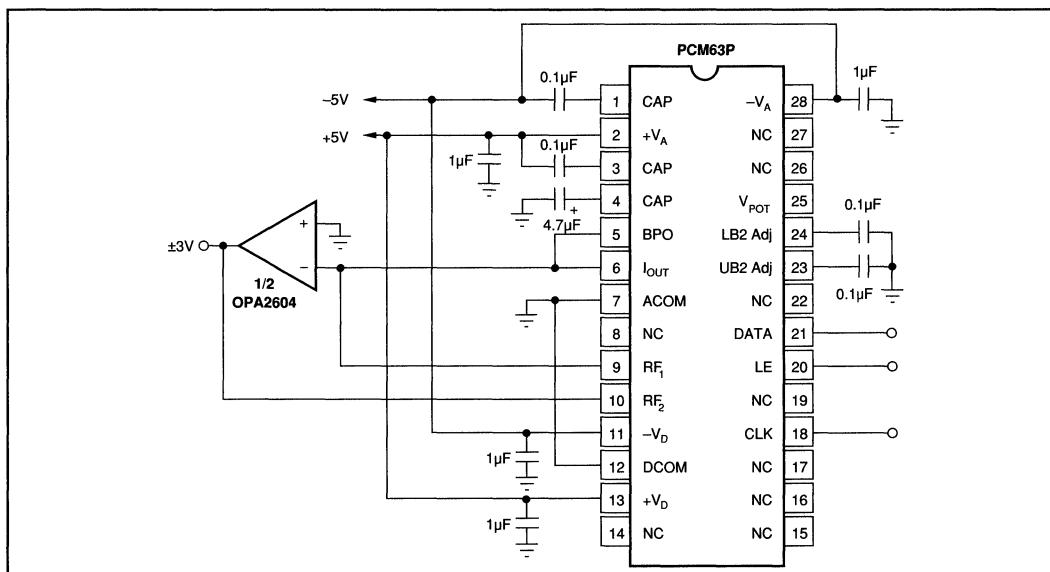 PCM63P
0.1µF
1µF
–5V
1
CAP
–V_A
28
+5V
2
+V_A
NC
27
1µF
0.1µF
3
CAP
NC
26
4
CAP
V_POT
25
+
4.7µF
0.1µF
±3V
+
5
BPO
LB2 Adj
24
–
6
I_OUT
UB2 Adj
23
1/2
OPA2604
0.1µF
7
ACOM
NC
22
8
NC
DATA
21
9
RF_1
LE
20
10
RF_2
NC
19
11
–V_D
CLK
18
1µF
12
DCOM
NC
17
13
+V_D
NC
16
1µF
14
NC
NC
15